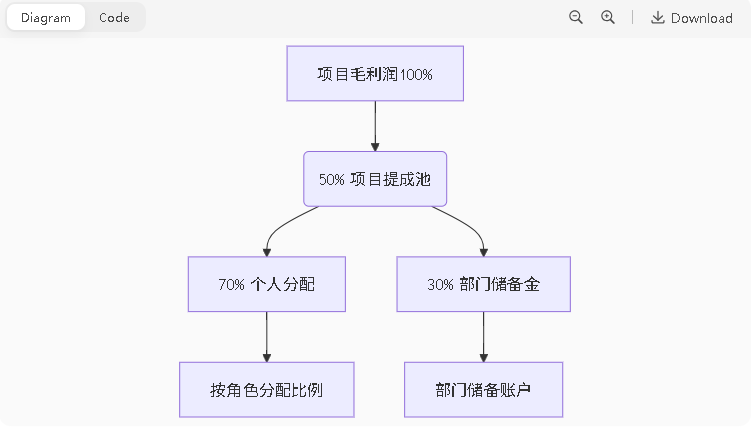 Diagram
Code
Download
项目毛利润100%
50% 项目提成池
70% 个人分配
30% 部门储备金
按角色分配比例
部门储备账户